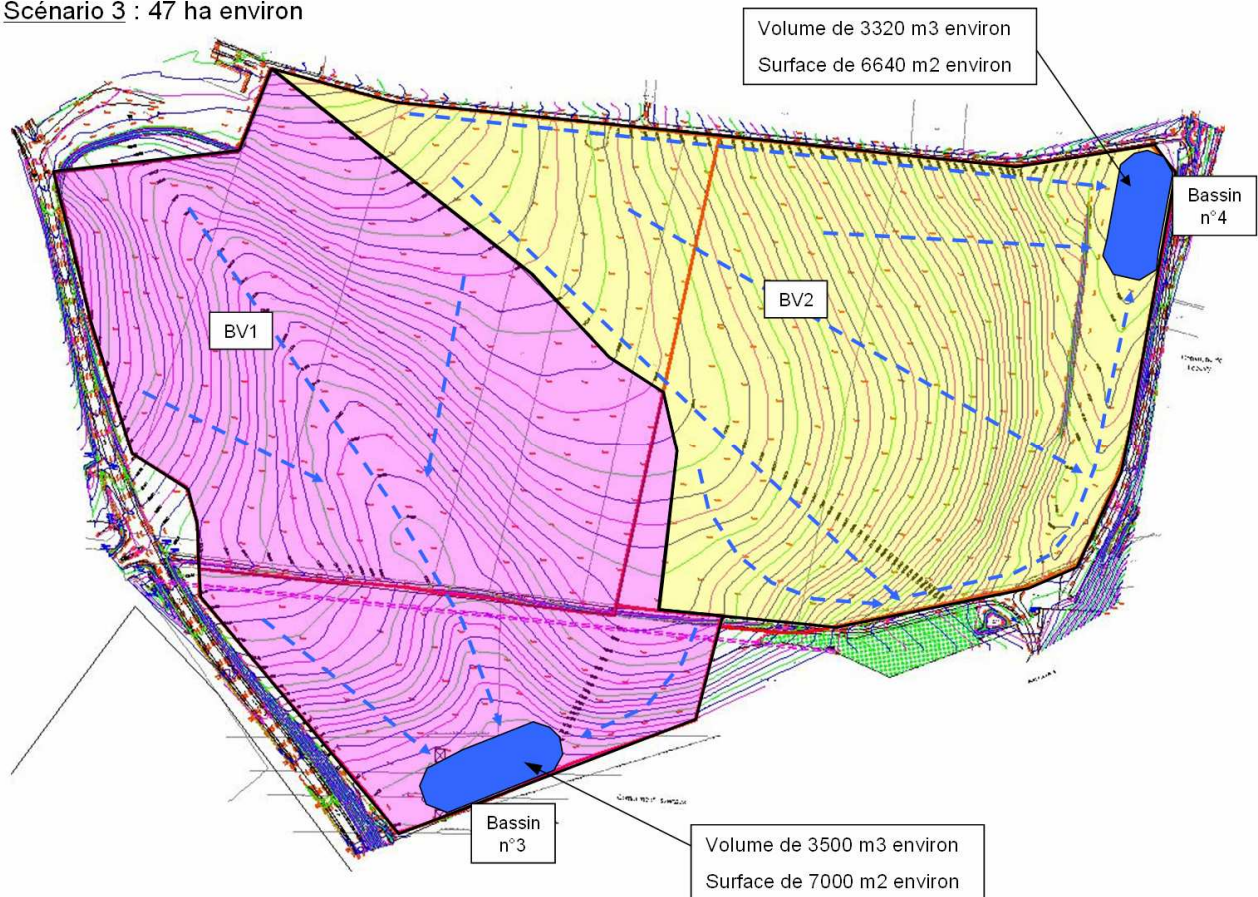 Scénario 3 : 47 ha environ
Volume de 3320 m3 environ
Surface de 6640 m2 environ
Bassin
n°4
BV1
BV2
Bassin
n°3
Volume de 3500 m3 environ
Surface de 7000 m2 environ